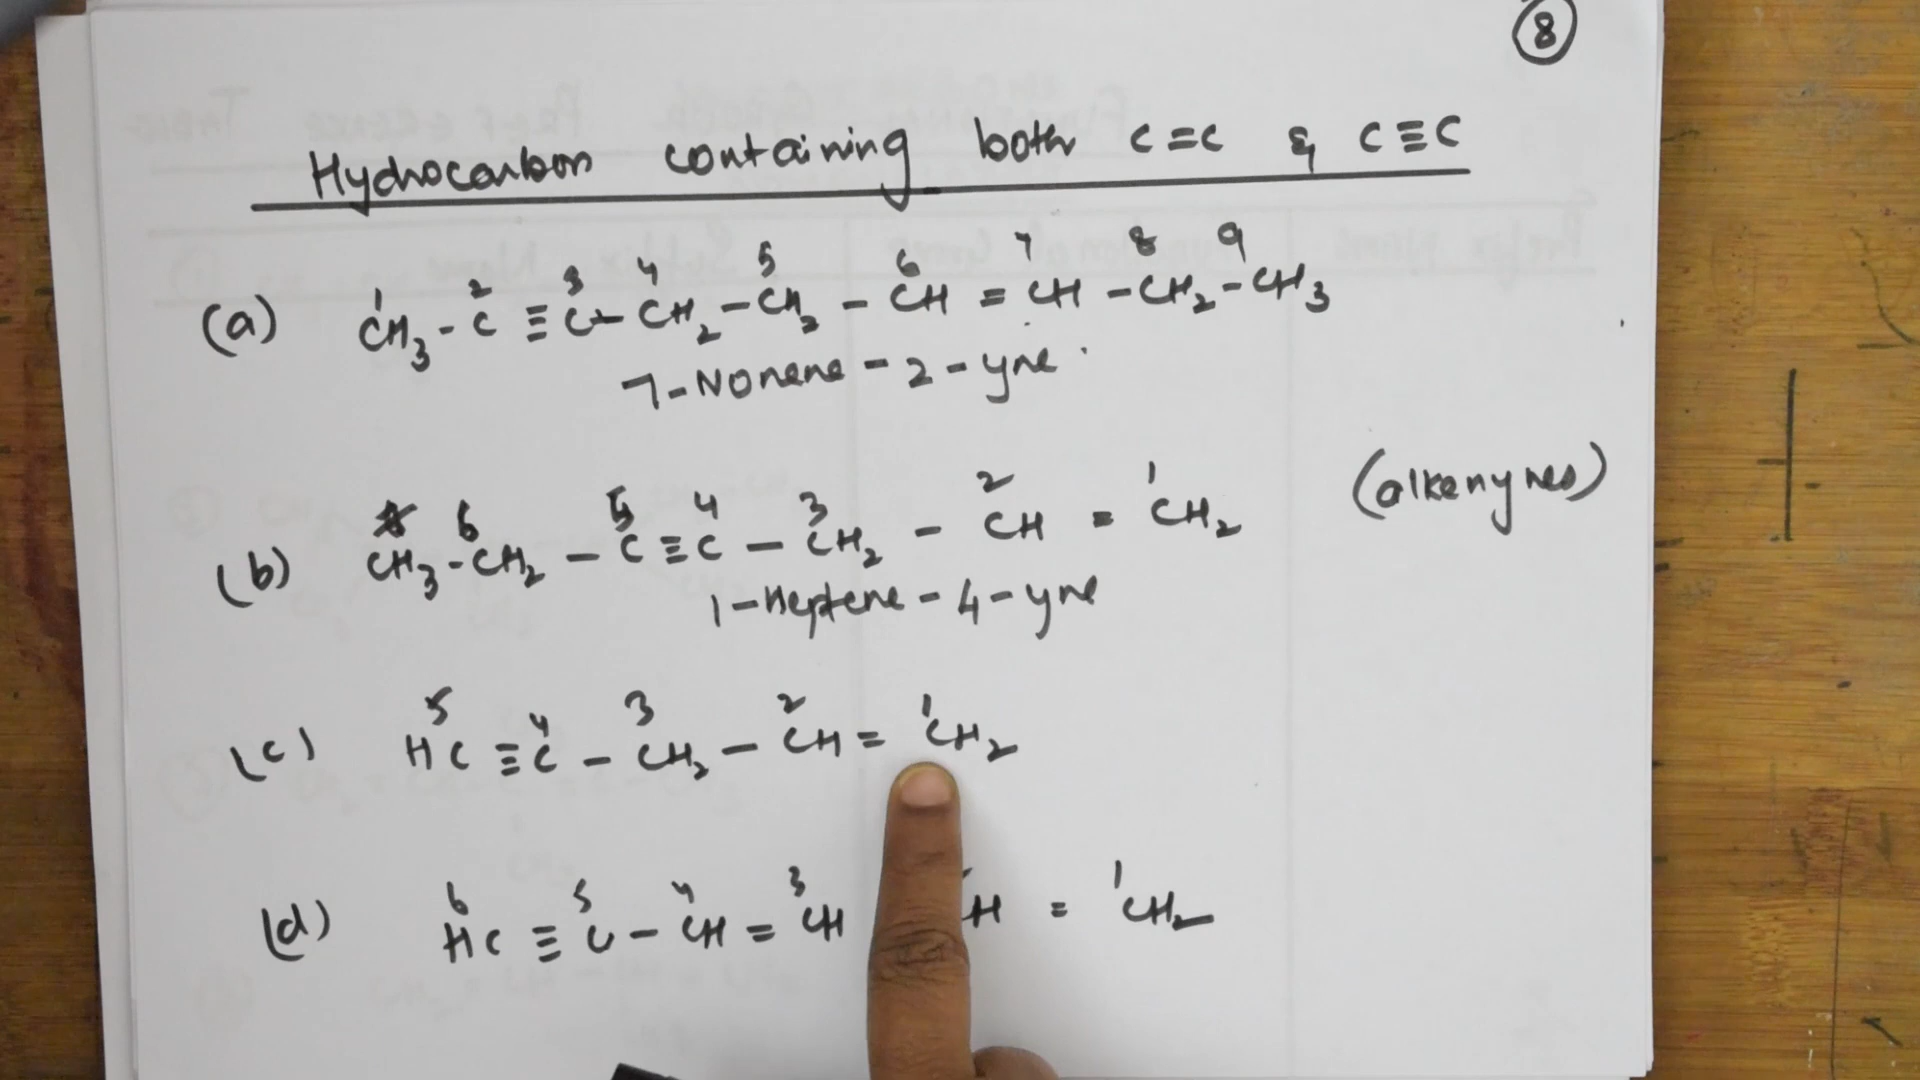 8
Hydrocarbon containing both C=C & C≡C
1 2 3 4 5 6 7 8 9
(a) CH₃-C≡C-CH₂-CH₂-CH=CH-CH₂-CH₃
7-Nonene-2-yne.
6 5 4 3 2 1
(b) CH₃-CH₂-C≡C-CH₂-CH=CH₂ (alkenynes)
1-Heptene-4-yne
5 4 3 2 1
(c) HC≡C-CH₂-CH=CH₂
6 5 4 3 1
(d) HC≡C-CH=CH H=CH₂